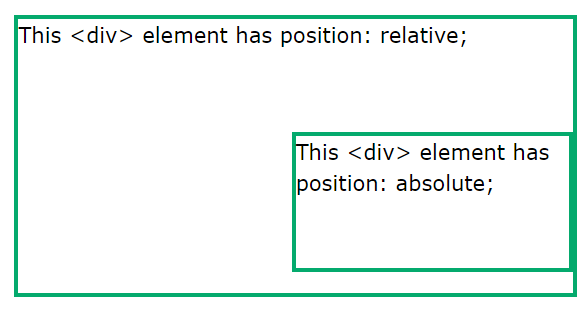 This <div> element has position: relative;
This <div> element has
position: absolute;